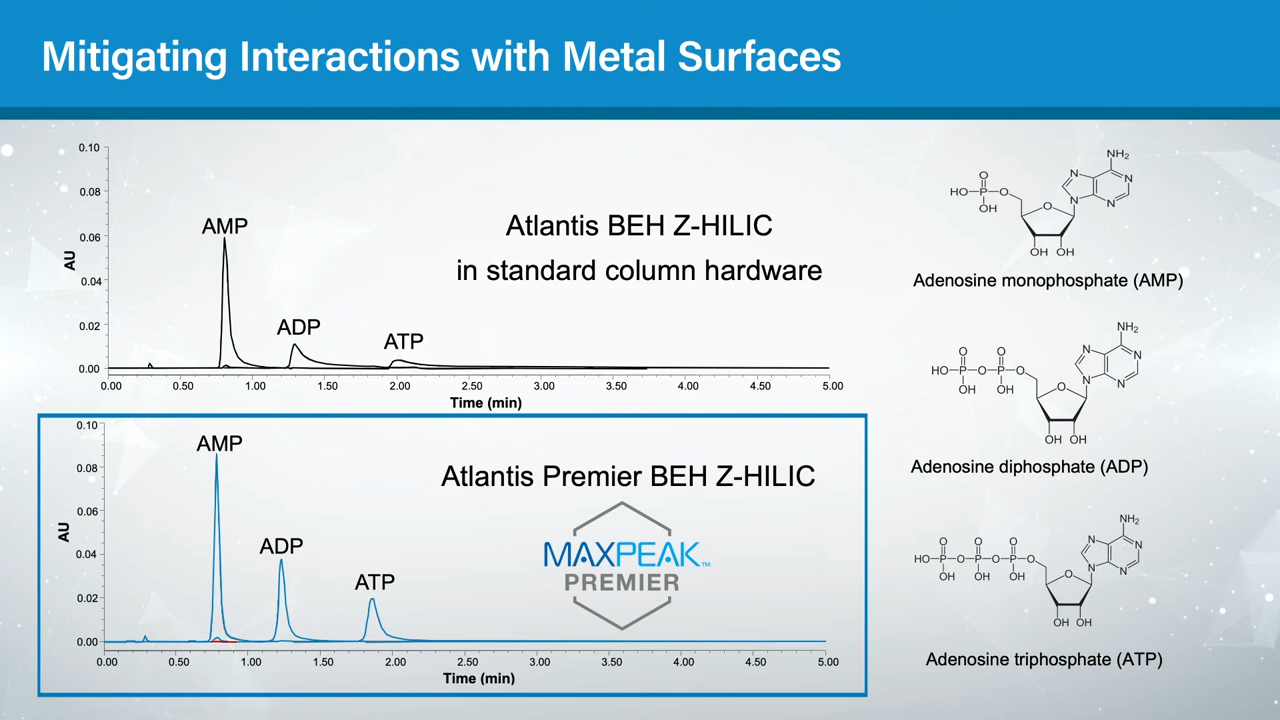 Mitigating Interactions with Metal Surfaces
0.10
0.08
0.06
0.04
0.02
0.00
AU
AMP
ADP
ATP
Atlantis BEH Z-HILIC
in standard column hardware
0.00 0.50 1.00 1.50 2.00 2.50 3.00 3.50 4.00 4.50 5.00
Time (min)
0.10
0.08
0.06
0.04
0.02
0.00
AU
AMP
ADP
ATP
Atlantis Premier BEH Z-HILIC
MAXPEAK™
PREMIER
0.00 0.50 1.00 1.50 2.00 2.50 3.00 3.50 4.00 4.50 5.00
Time (min)
NH₂
O N N
HO P O
OH O N N
OH OH
Adenosine monophosphate (AMP)
NH₂
O O N N
HO P O P O
OH OH O N N
OH OH
Adenosine diphosphate (ADP)
NH₂
O O O N N
HO P O P O P O
OH OH OH O N N
OH OH
Adenosine triphosphate (ATP)